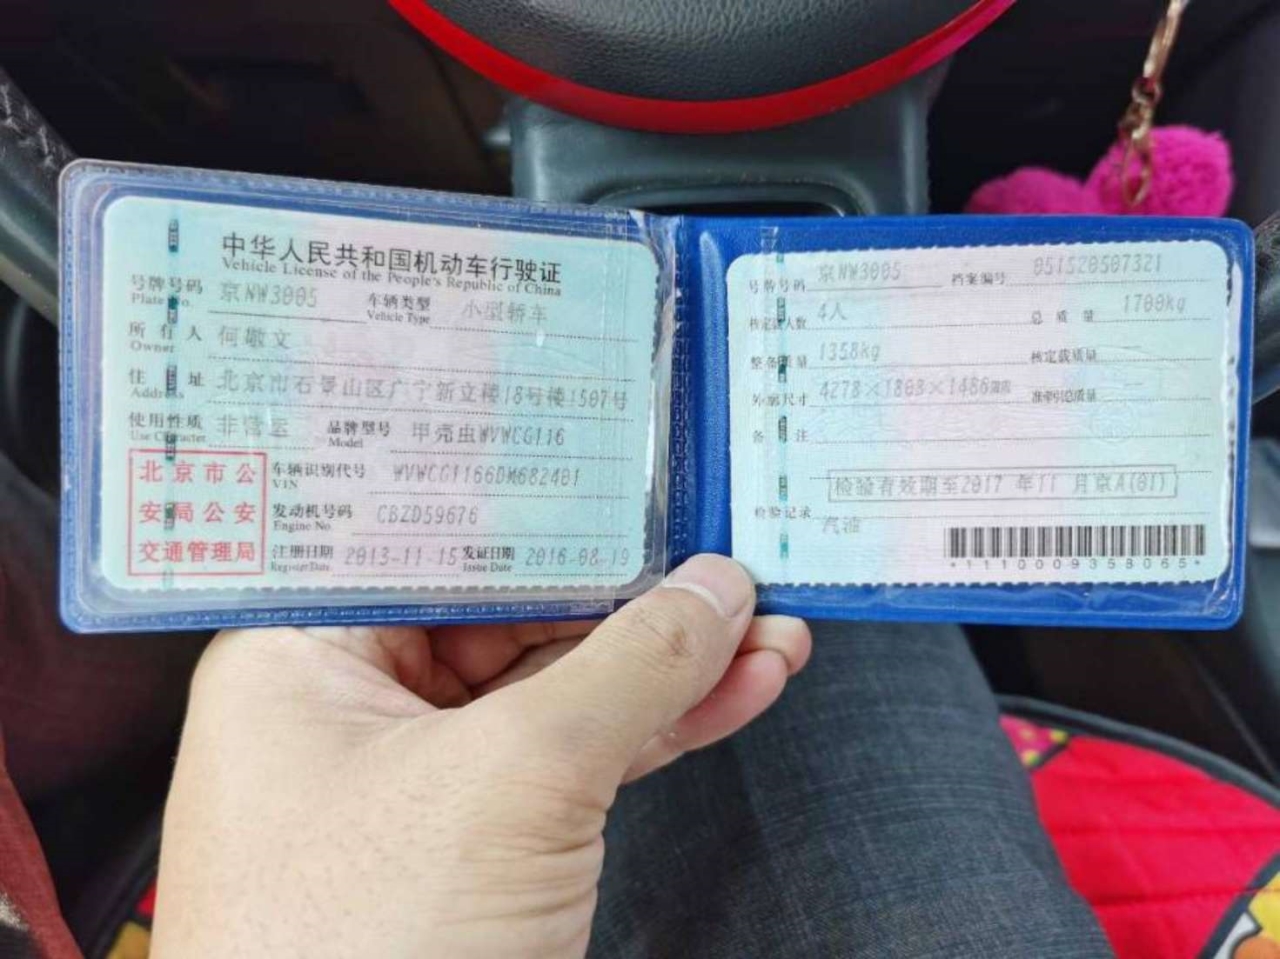 中华人民共和国机动车行驶证
Vehicle License of the People's Republic of China
号牌号码 京NW3005 车辆类型 小型轿车
Plate No. Vehicle Type
所有人 何敬文
Owner
住址 北京市石景山区广宁新立楼18号楼1507号
Address
使用性质 非营运 品牌型号 甲壳虫WVWCG116
Use Character Model
北京市公
安局公安
交通管理局
车辆识别代号 WVWCG1166DM682401
VIN
发动机号码 CBZD59676
Engine No.
注册日期 2013-11-15 发证日期 2016-08-19
Register Date Issue Date
号牌号码 京NW3005 档案编号 051520507321
核定载人数 4人 总质量 1700kg
整备质量 1358kg 核定载质量 --
外廓尺寸 4278×1808×1486 准牵引总质量 --
备注
检验有效期至2017年11月京A(01)
检验记录 汽油
*1110009358065*